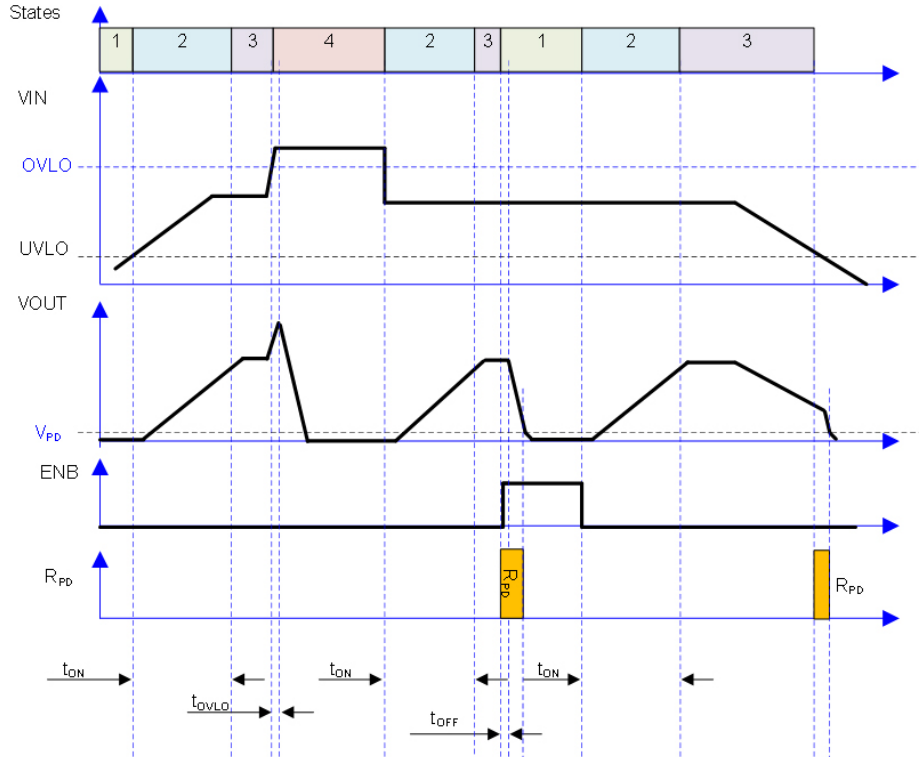 States
1 2 3 4 2 3 1 2 3
VIN
OVLO
UVLO
VOUT
VPD
ENB
RPD
RPD
RPD
tON
tON
tON
tOVLO
tOFF